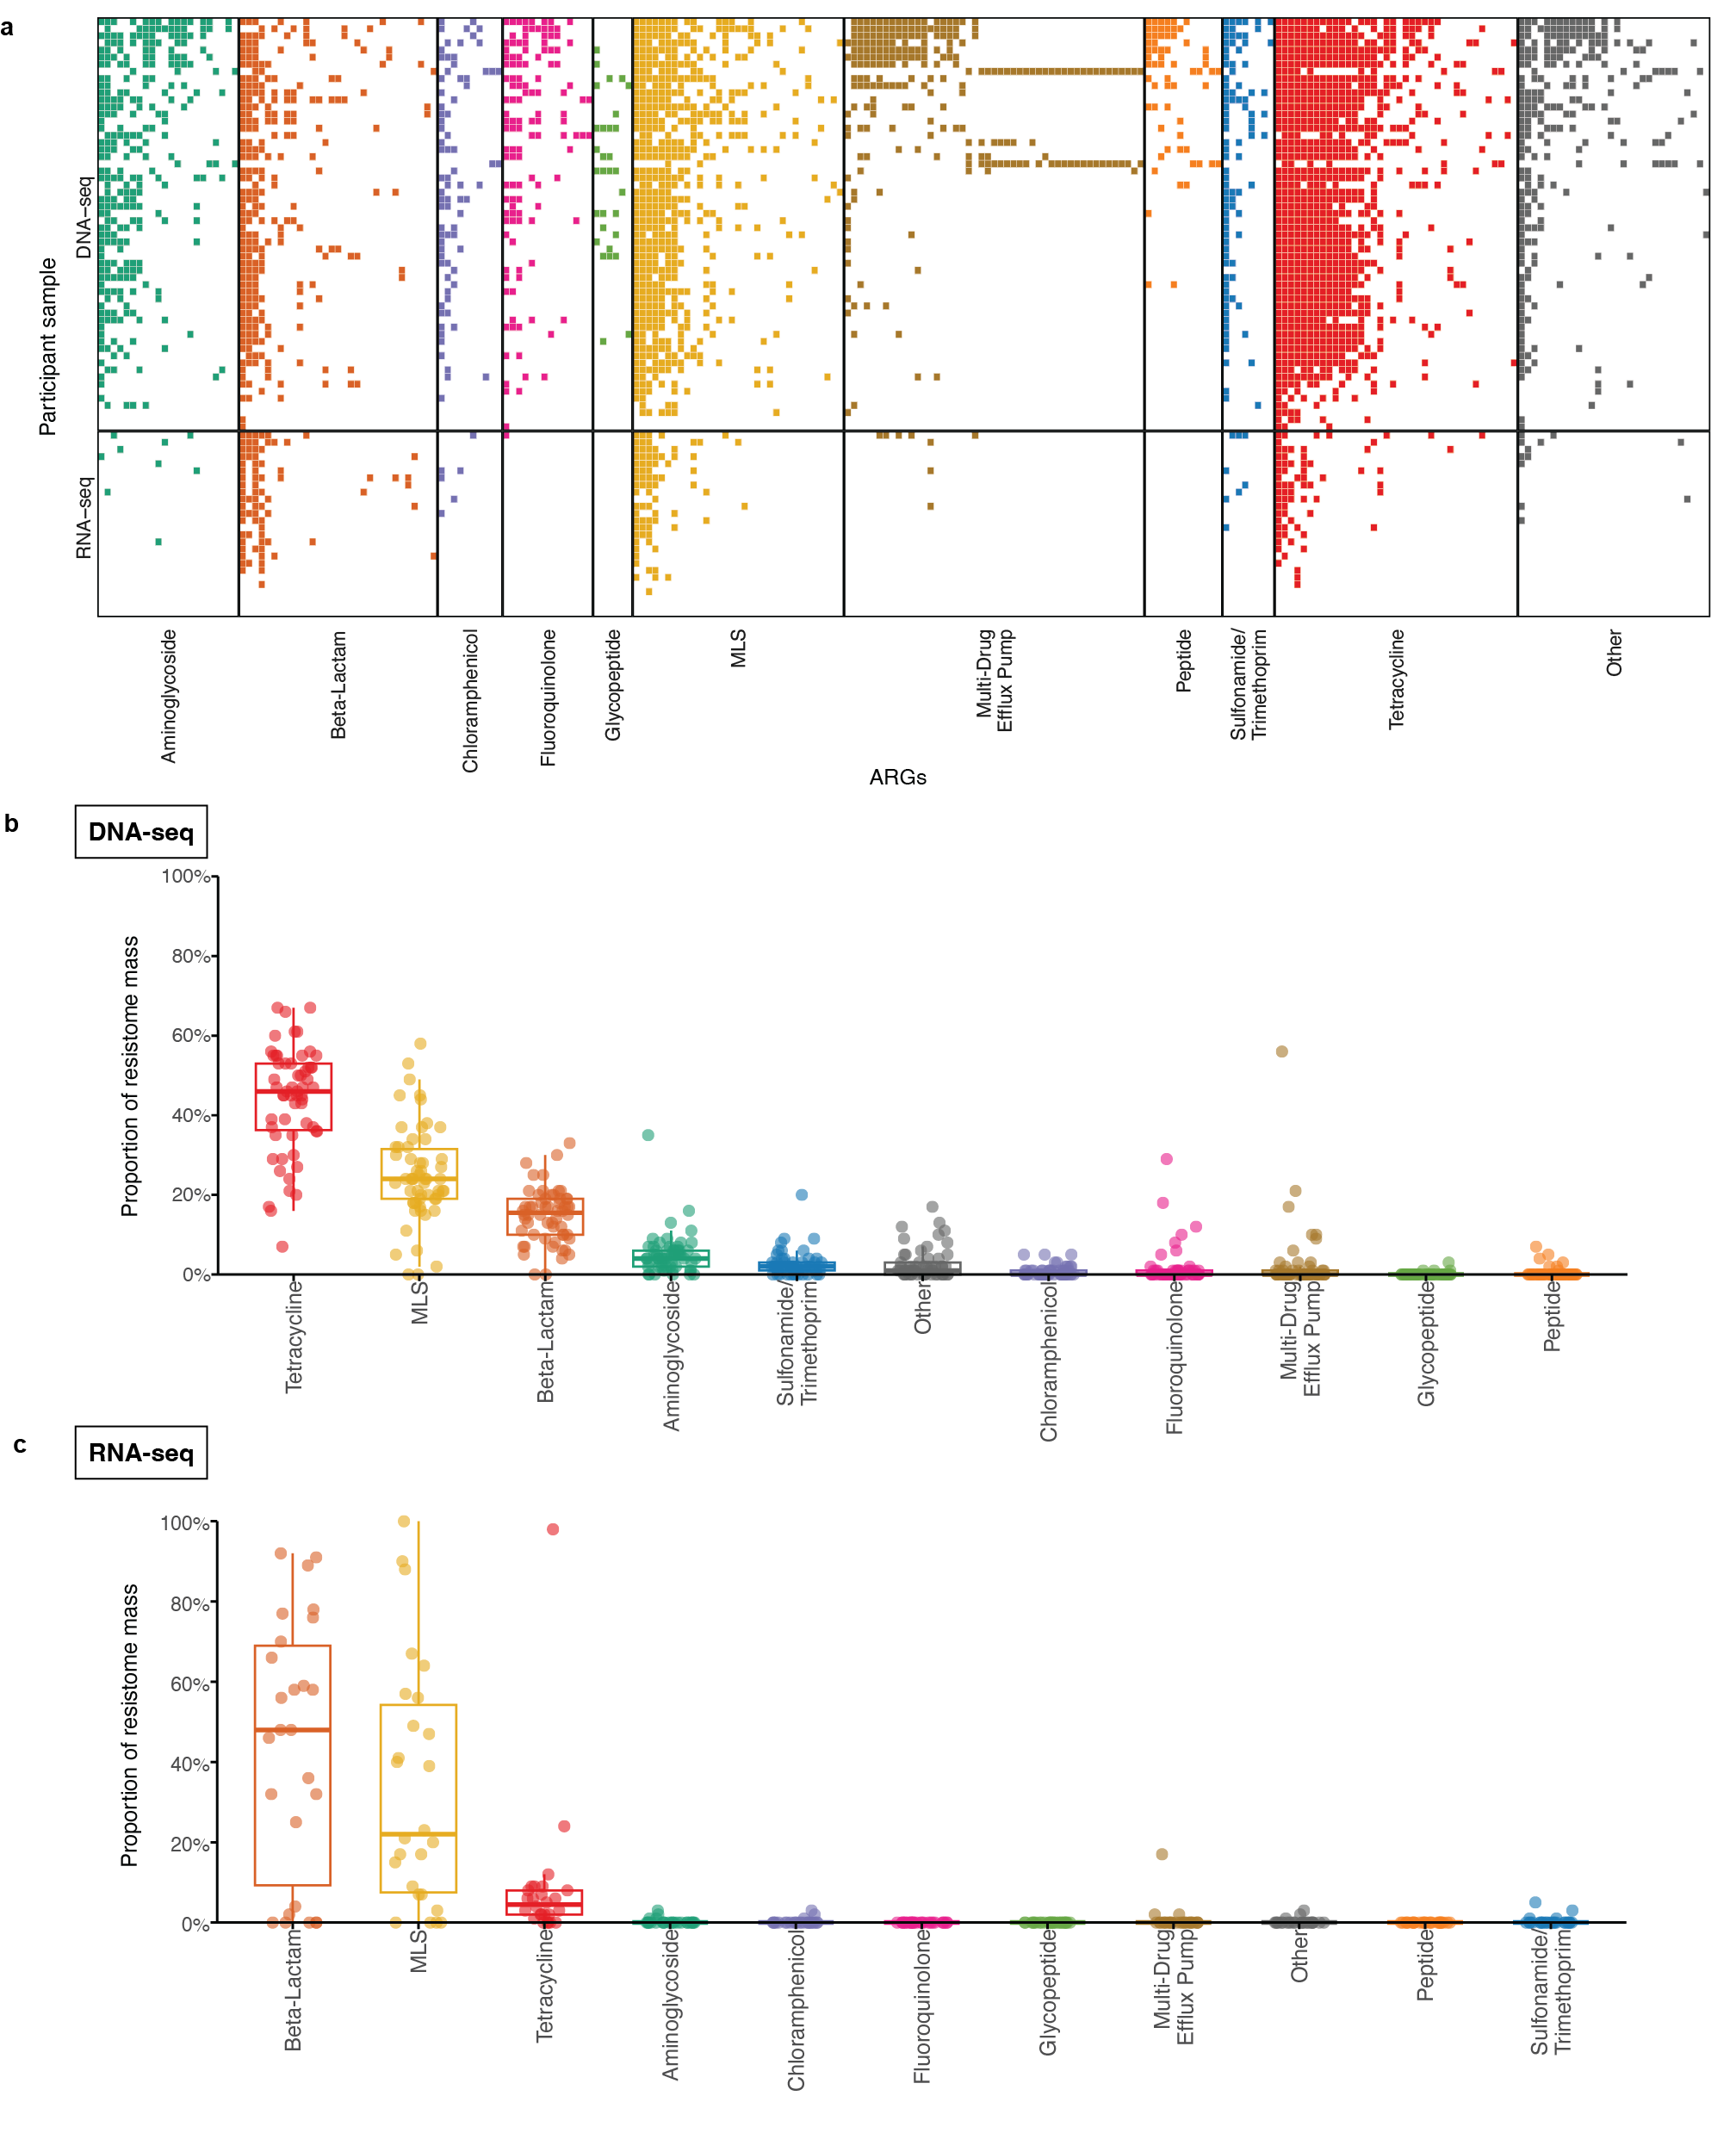 a
Participant sample
DNA–seq
RNA–seq
Aminoglycoside
Beta-Lactam
Chloramphenicol
Fluoroquinolone
Glycopeptide
MLS
Multi-Drug
Efflux Pump
Peptide
Sulfonamide/
Trimethoprim
Tetracycline
Other
ARGs
b
DNA-seq
Proportion of resistome mass
100%
80%
60%
40%
20%
0%
Tetracycline
MLS
Beta-Lactam
Aminoglycoside
Sulfonamide/
Trimethoprim
Other
Chloramphenicol
Fluoroquinolone
Multi-Drug
Efflux Pump
Glycopeptide
Peptide
c
RNA-seq
Proportion of resistome mass
100%
80%
60%
40%
20%
0%
Beta-Lactam
MLS
Tetracycline
Aminoglycoside
Chloramphenicol
Fluoroquinolone
Glycopeptide
Multi-Drug
Efflux Pump
Other
Peptide
Sulfonamide/
Trimethoprim